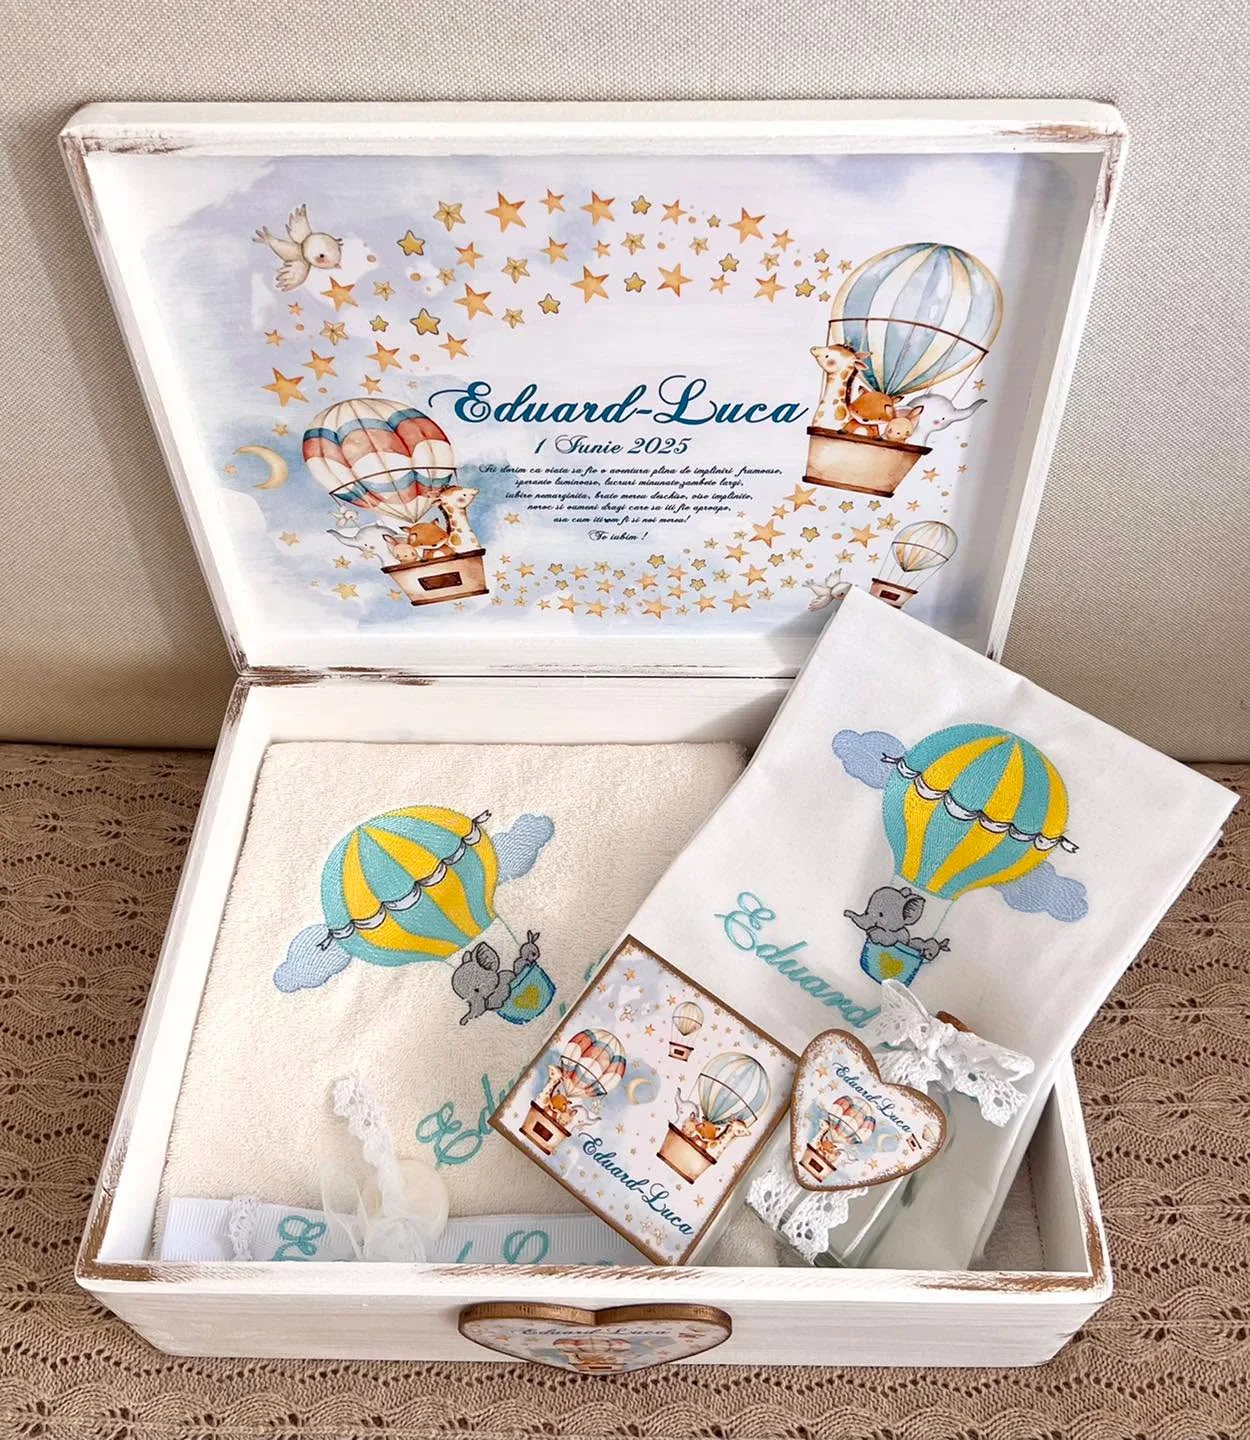 Eduard-Luca
1 Iunie 2025
Iti dorim ca viata sa fie o aventura plina de impliniri frumoase,
sperante luminoase, lucruri minunate, zambete largi,
iubire nemarginita, brate mereu deschise, vise implinite,
noroc si oameni dragi care sa iti fie aproape,
asa cum iti vom fi si noi mereu!
Te iubim !
Eduard
Eduard-Luca
Eduard-Luca
Eduard-Luca